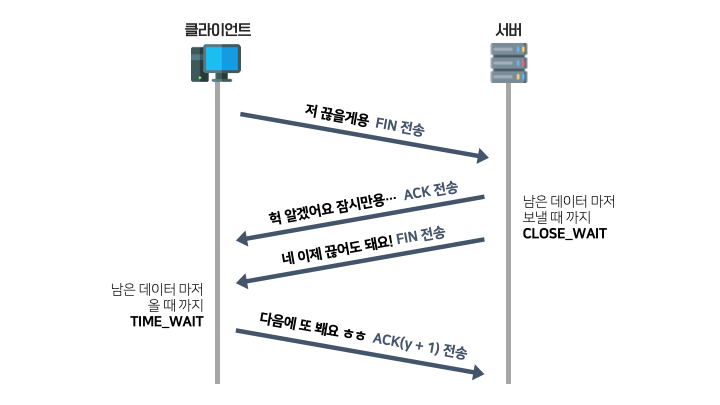 클라이언트
서버
저 끊을게용 FIN 전송
헉 알겠어요 잠시만용... ACK 전송
남은 데이터 마저
보낼 때 까지
CLOSE_WAIT
네 이제 끊어도 돼요! FIN 전송
남은 데이터 마저
올 때 까지
TIME_WAIT
다음에 또 봬요 ㅎㅎ ACK(y + 1) 전송